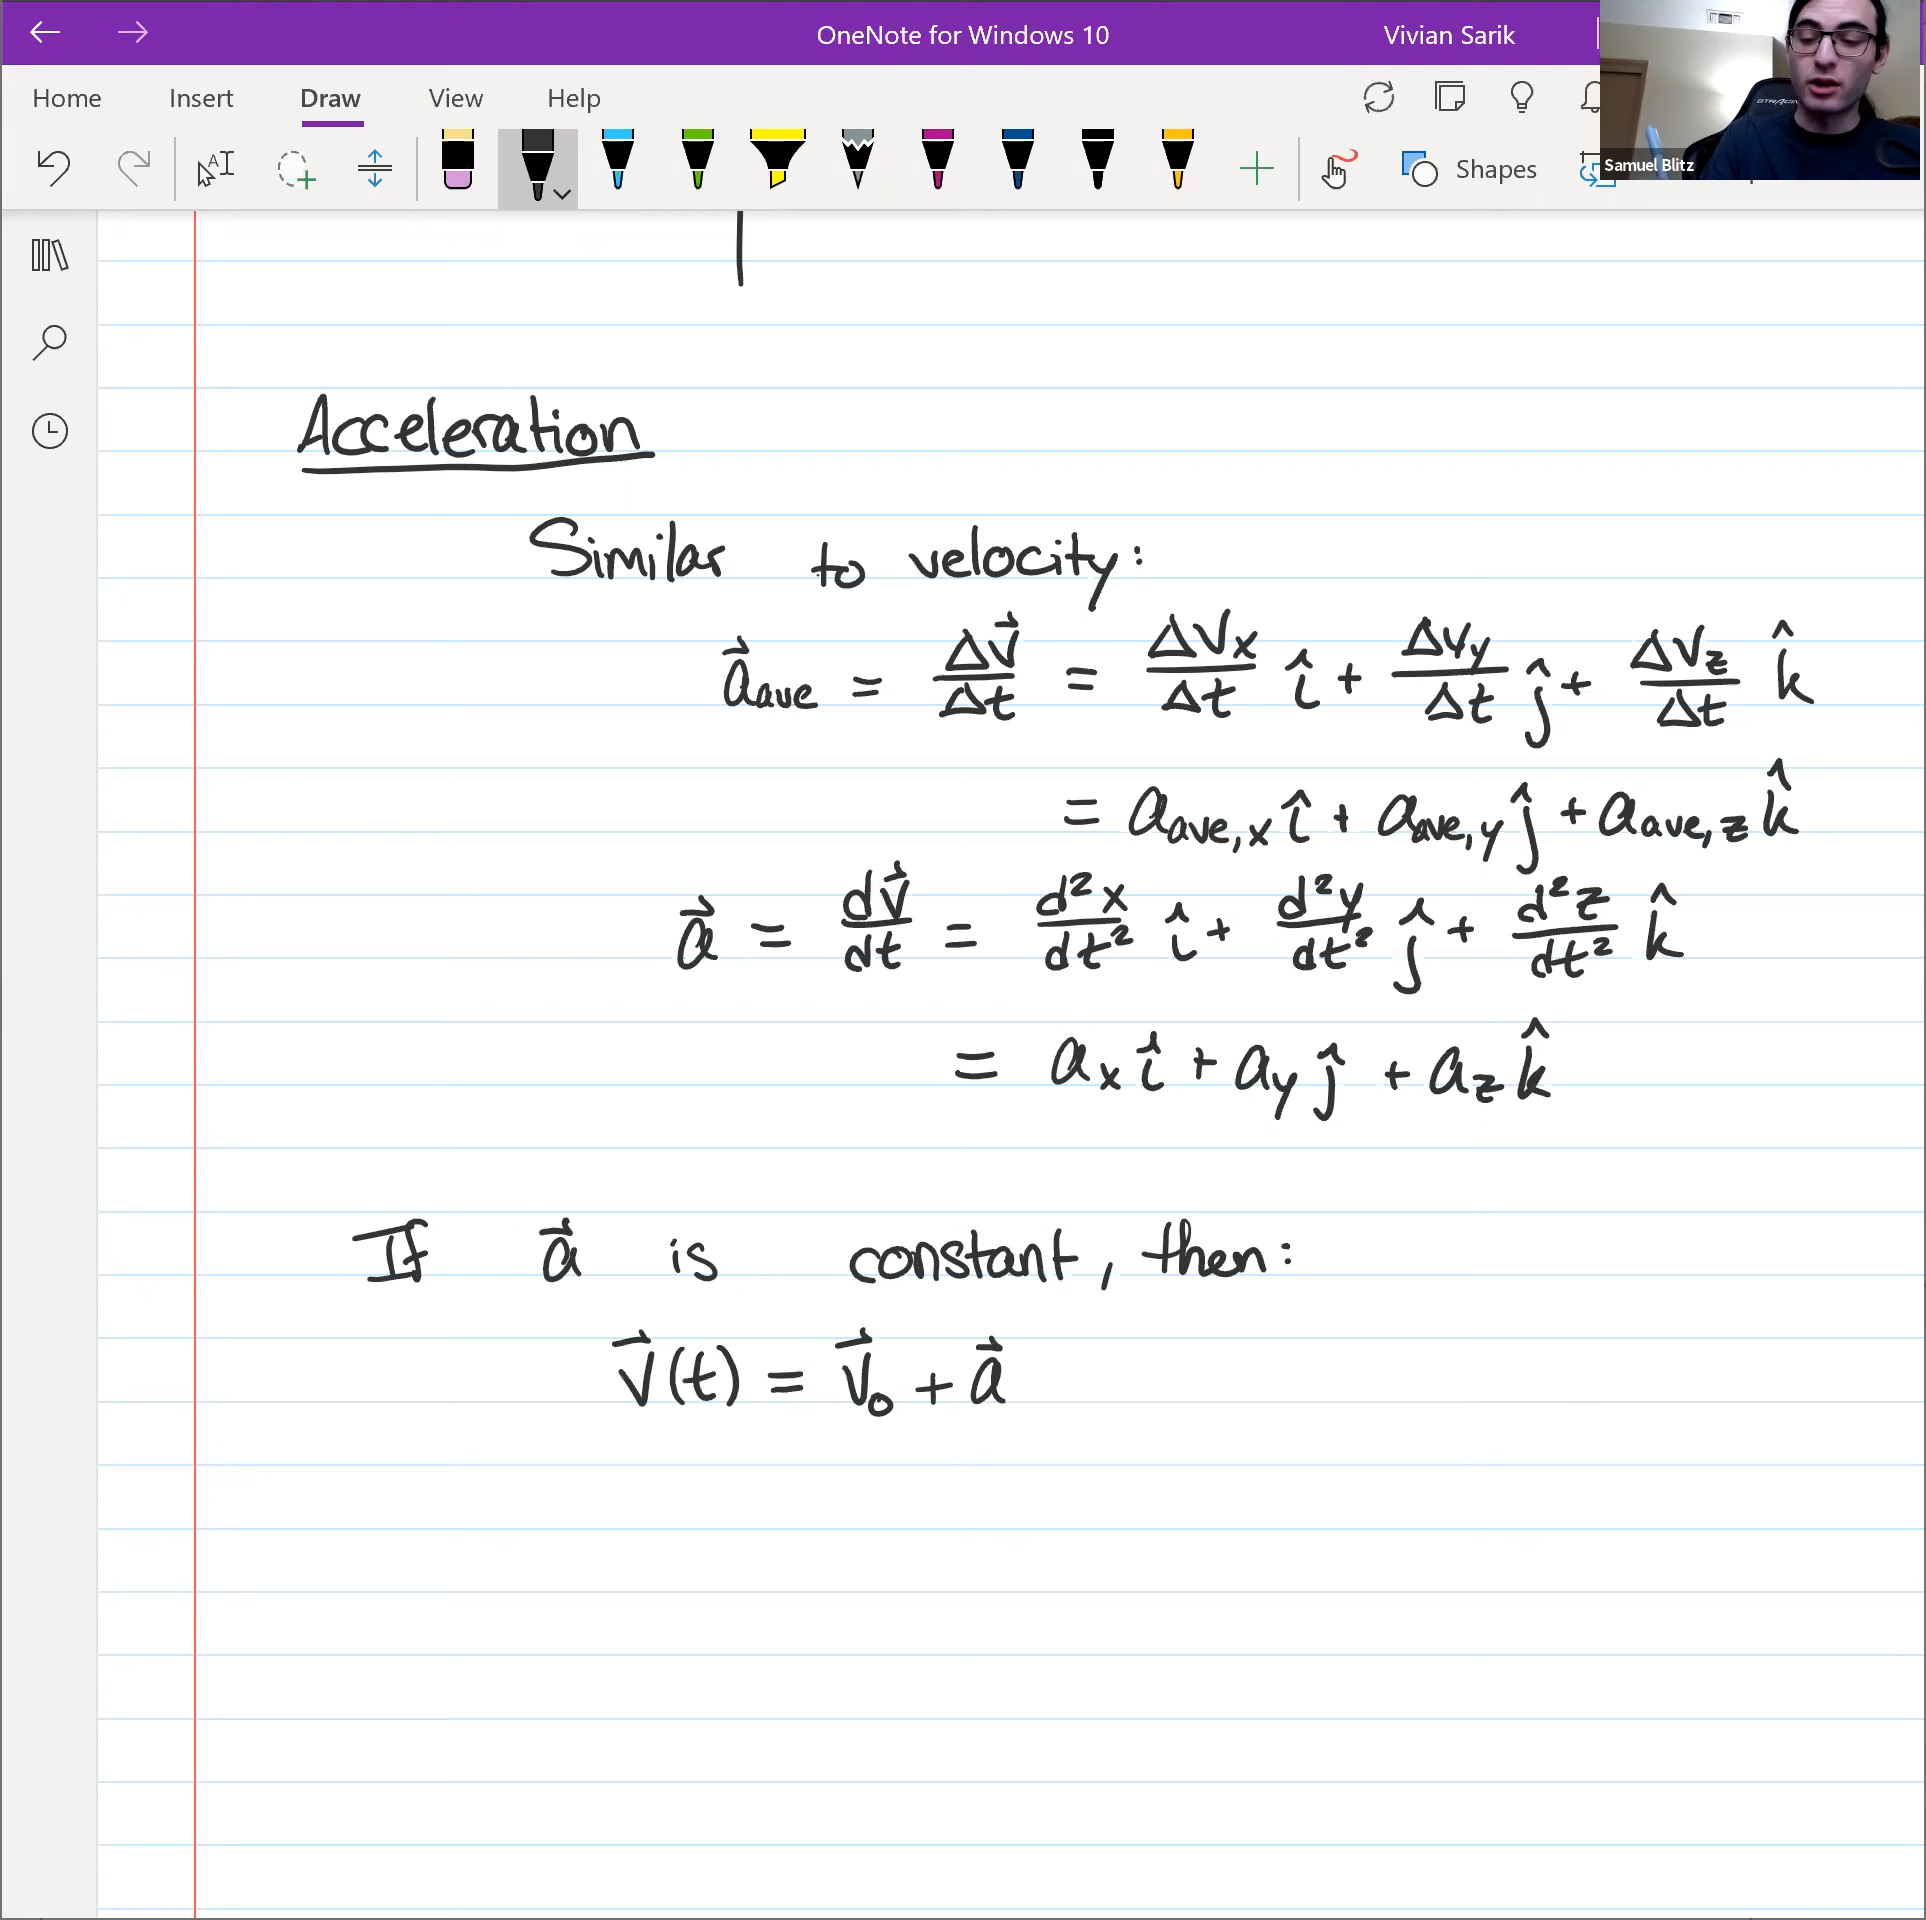 OneNote for Windows 10 Vivian Sarik
Home Insert Draw View Help
Shapes
GTRACIN
Samuel Blitz
Acceleration
Similar to velocity:
a⃗ave = Δv⃗/Δt = ΔVx/Δt î + ΔVy/Δt ĵ + ΔVz/Δt k̂
= aave,x î + aave,y ĵ + aave,z k̂
a⃗ = dv⃗/dt = d²x/dt² î + d²y/dt² ĵ + d²z/dt² k̂
= ax î + ay ĵ + az k̂
If a⃗ is constant, then:
v⃗(t) = v⃗₀ + a⃗